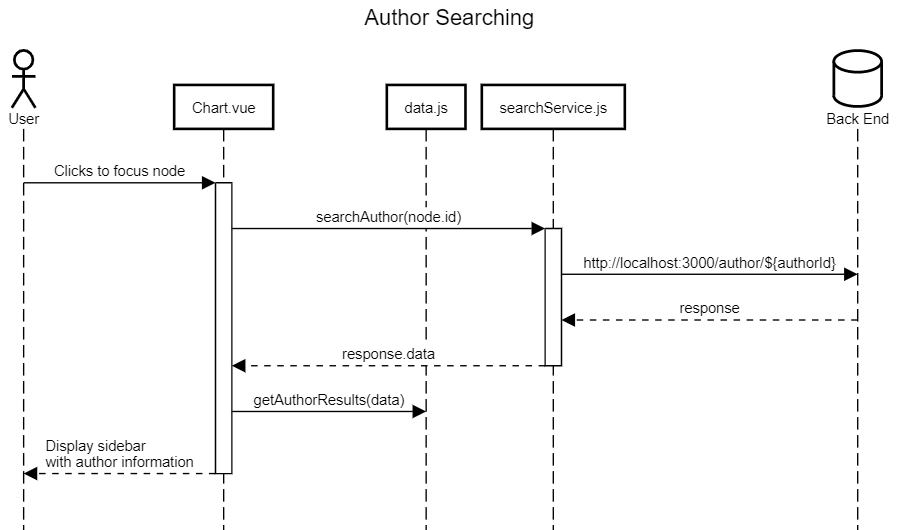 Author Searching
User
Chart.vue
data.js
searchService.js
Back End
Clicks to focus node
searchAuthor(node.id)
http://localhost:3000/author/${authorId}
response
response.data
getAuthorResults(data)
Display sidebar
with author information